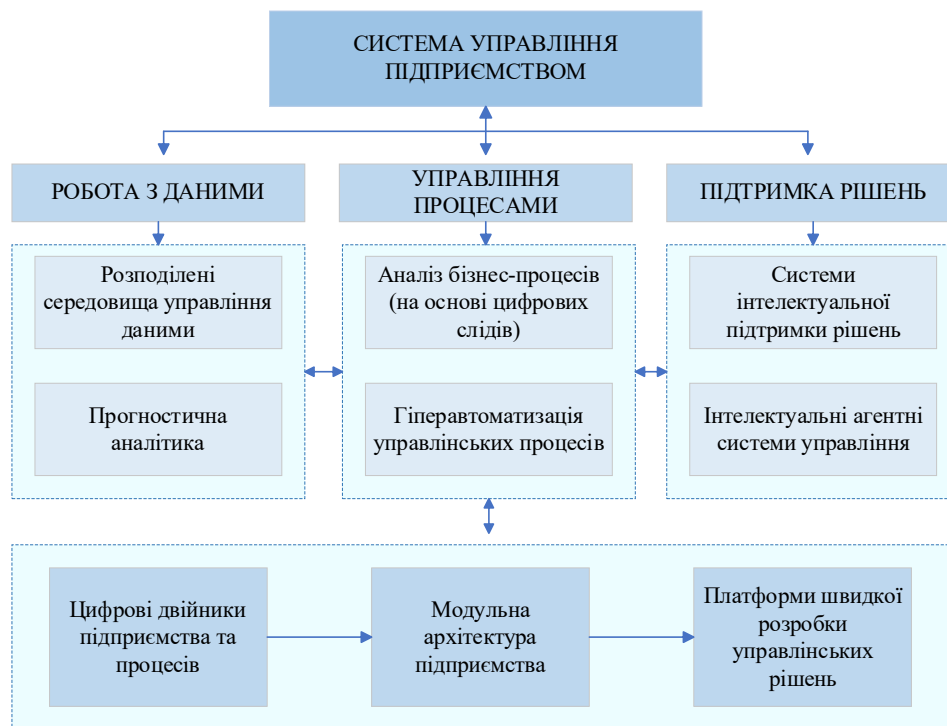 СИСТЕМА УПРАВЛІННЯ
ПІДПРИЄМСТВОМ
РОБОТА З ДАНИМИ
УПРАВЛІННЯ
ПРОЦЕСАМИ
ПІДТРИМКА РІШЕНЬ
Розподілені
середовища управління
даними
Аналіз бізнес-процесів
(на основі цифрових
слідів)
Системи
інтелектуальної
підтримки рішень
Прогностична
аналітика
Гіперавтоматизація
управлінських процесів
Інтелектуальні агентні
системи управління
Цифрові двійники
підприємства та
процесів
Модульна
архітектура
підприємства
Платформи швидкої
розробки
управлінських
рішень